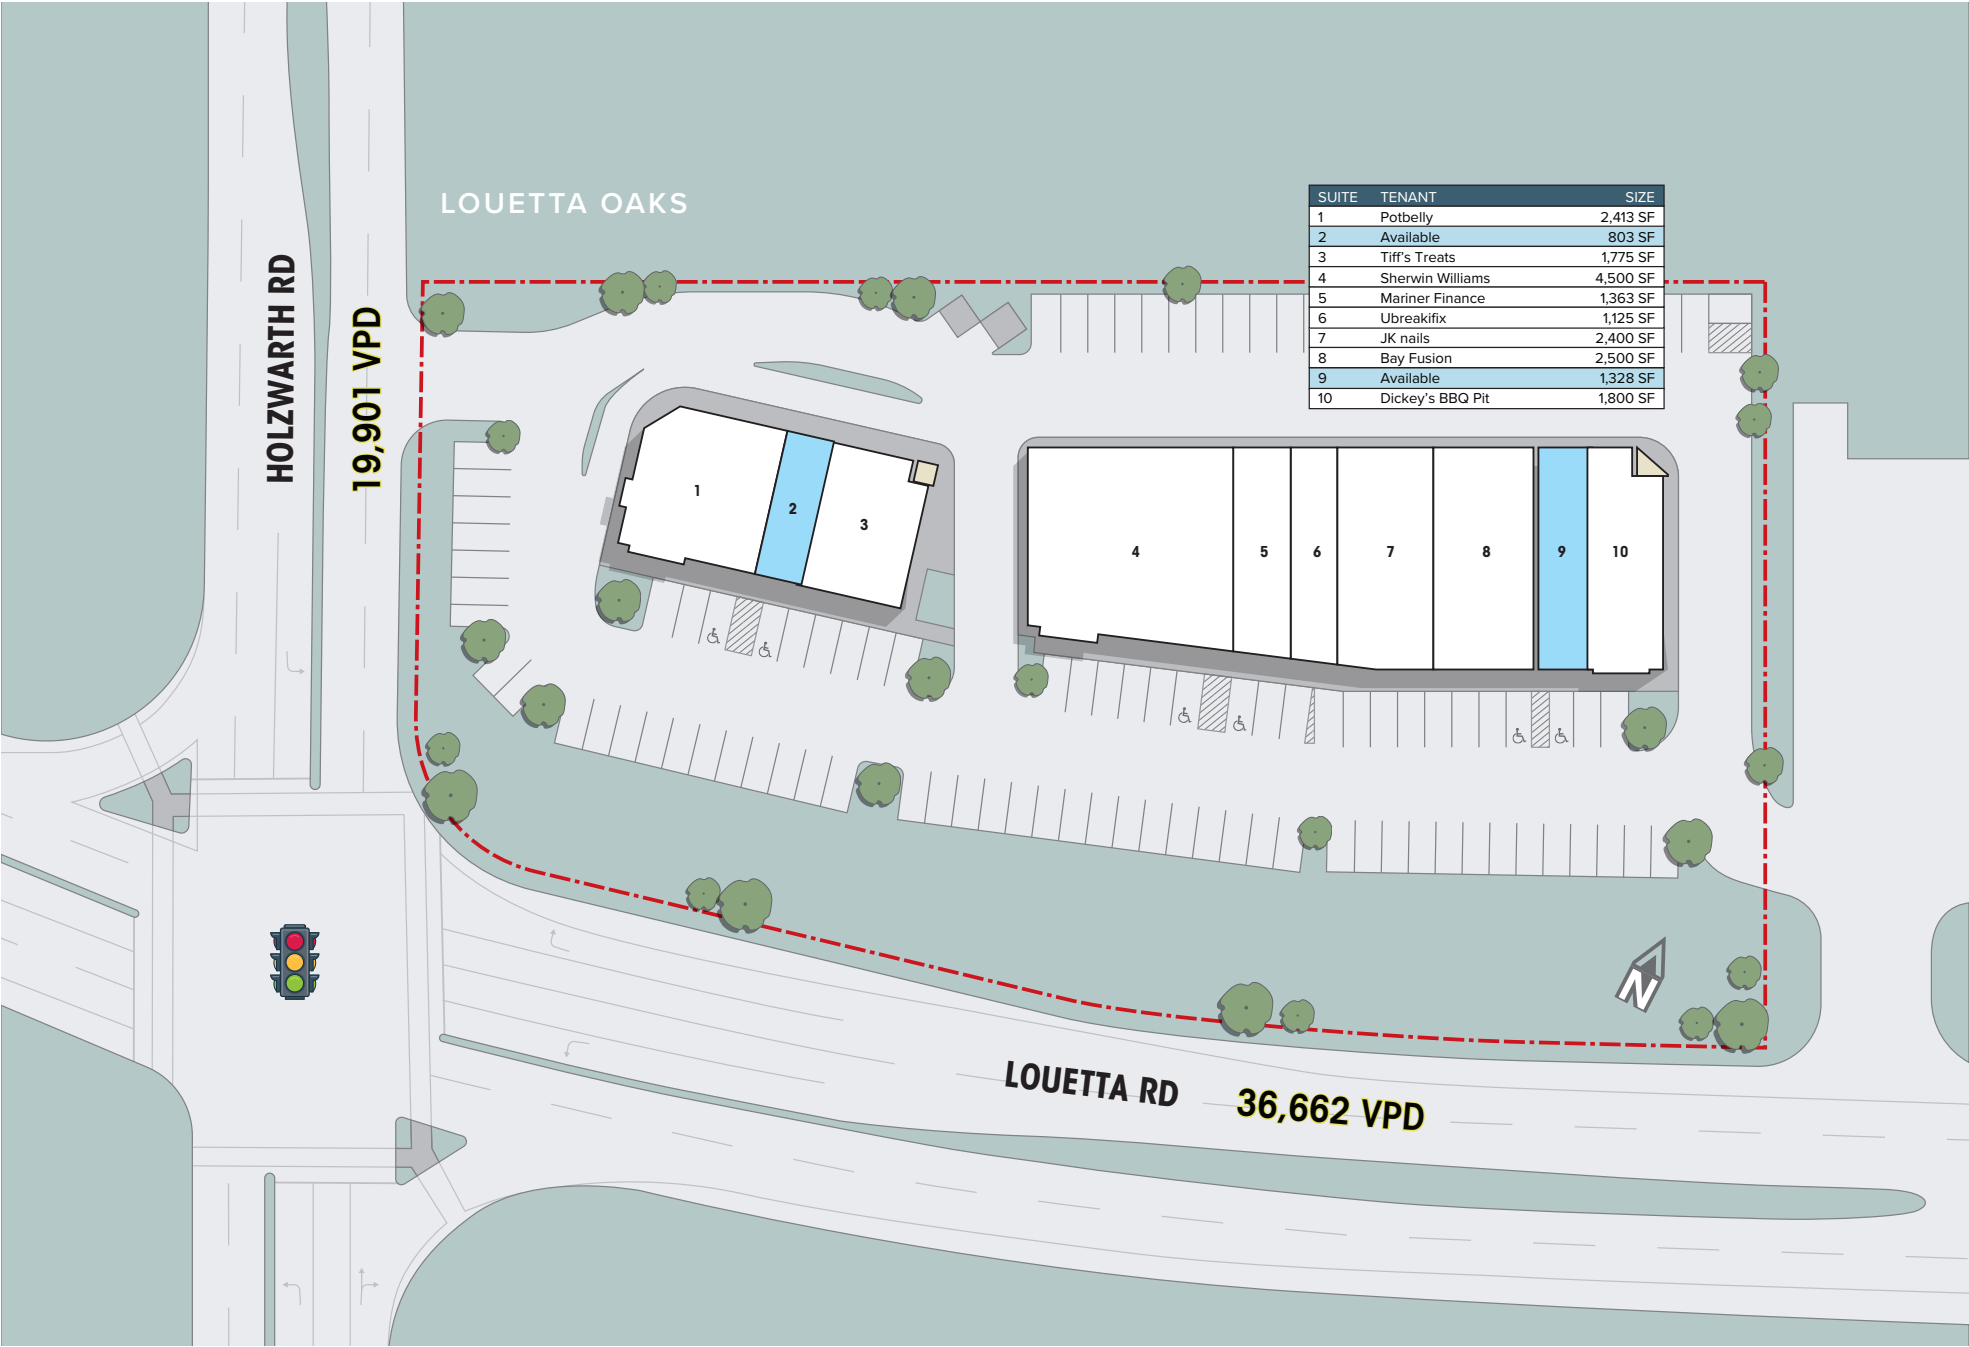 LOUETTA OAKS
SUITE TENANT SIZE
1 Potbelly 2,413 SF
2 Available 803 SF
3 Tiff's Treats 1,775 SF
4 Sherwin Williams 4,500 SF
5 Mariner Finance 1,363 SF
6 Ubreakifix 1,125 SF
7 JK nails 2,400 SF
8 Bay Fusion 2,500 SF
9 Available 1,328 SF
10 Dickey's BBQ Pit 1,800 SF
HOLZWARTH RD
19,901 VPD
1
2
3
4
5
6
7
8
9
10
N
LOUETTA RD
36,662 VPD